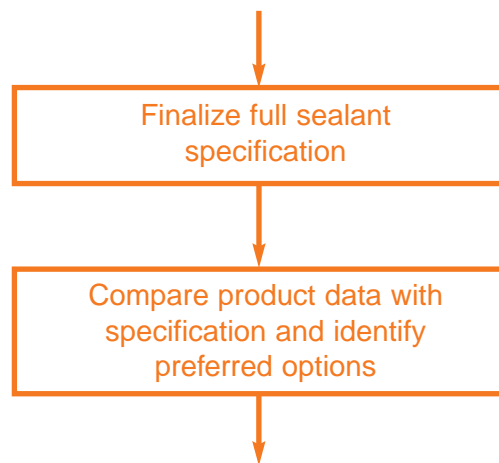 Finalize full sealant
specification
Compare product data with
specification and identify
preferred options